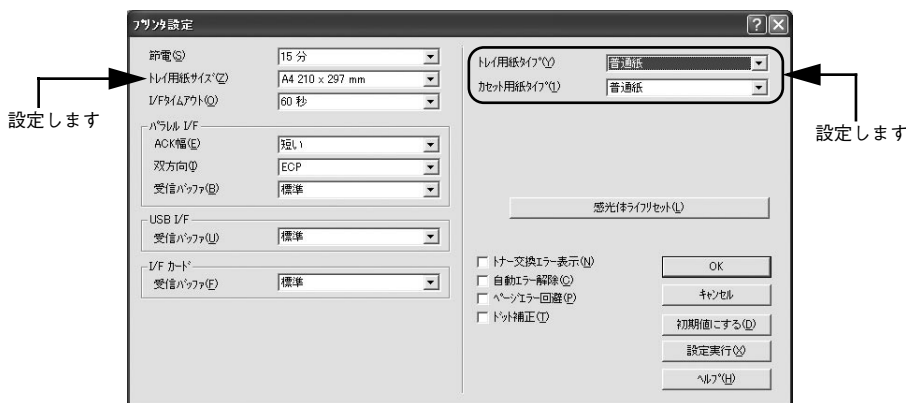 プリンタ設定
節電(S) 15 分
トレイ用紙サイズ(Z) A4 210 x 297 mm
I/Fタイムアウト(O) 60 秒
設定します
パラレル I/F
ACK幅(E) 短い
双方向(I) ECP
受信バッファ(B) 標準
USB I/F
受信バッファ(U) 標準
I/F カード
受信バッファ(F) 標準
トレイ用紙タイプ(Y) 普通紙
カセット用紙タイプ(1) 普通紙
設定します
感光体ライフリセット(L)
トナー交換エラー表示(N)
自動エラー解除(C)
ページエラー回避(P)
ドット補正(T)
OK
キャンセル
初期値にする(D)
設定実行(X)
ヘルプ(H)